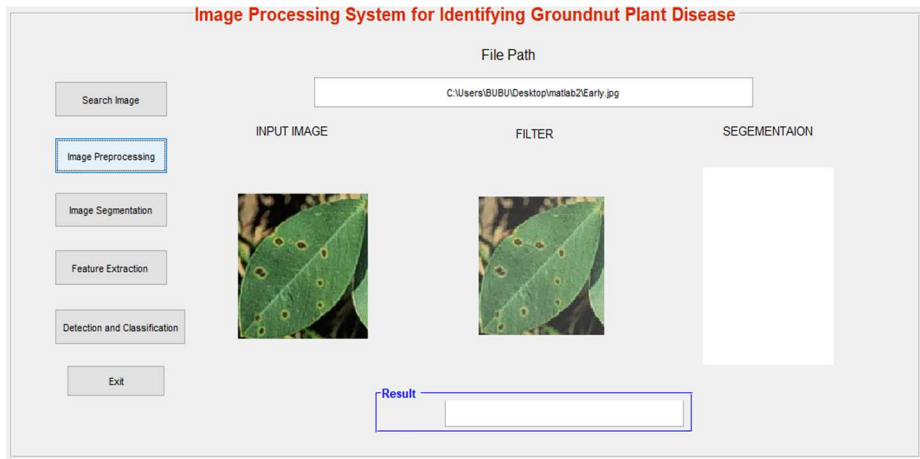 Image Processing System for Identifying Groundnut Plant Disease
File Path
C:\Users\BUBU\Desktop\matlab2\Early.jpg
Search Image
INPUT IMAGE
FILTER
SEGEMENTAION
Image Preprocessing
Image Segmentation
Feature Extraction
Detection and Classification
Exit
Result